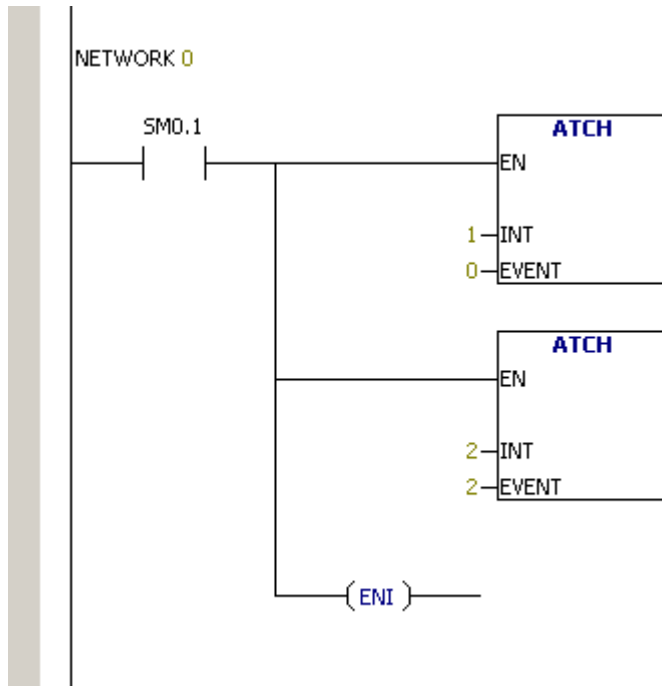 NETWORK 0
SM0.1
ATCH
EN
1 INT
0 EVENT
ATCH
EN
2 INT
2 EVENT
ENI